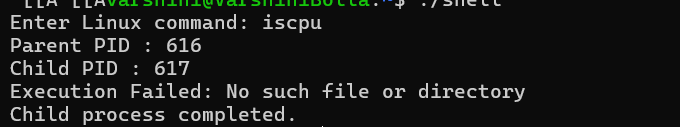 ^[[A^[[Avarshini@VarshiniBolla:~$ ./shell
Enter Linux command: iscpu
Parent PID : 616
Child PID : 617
Execution Failed: No such file or directory
Child process completed.